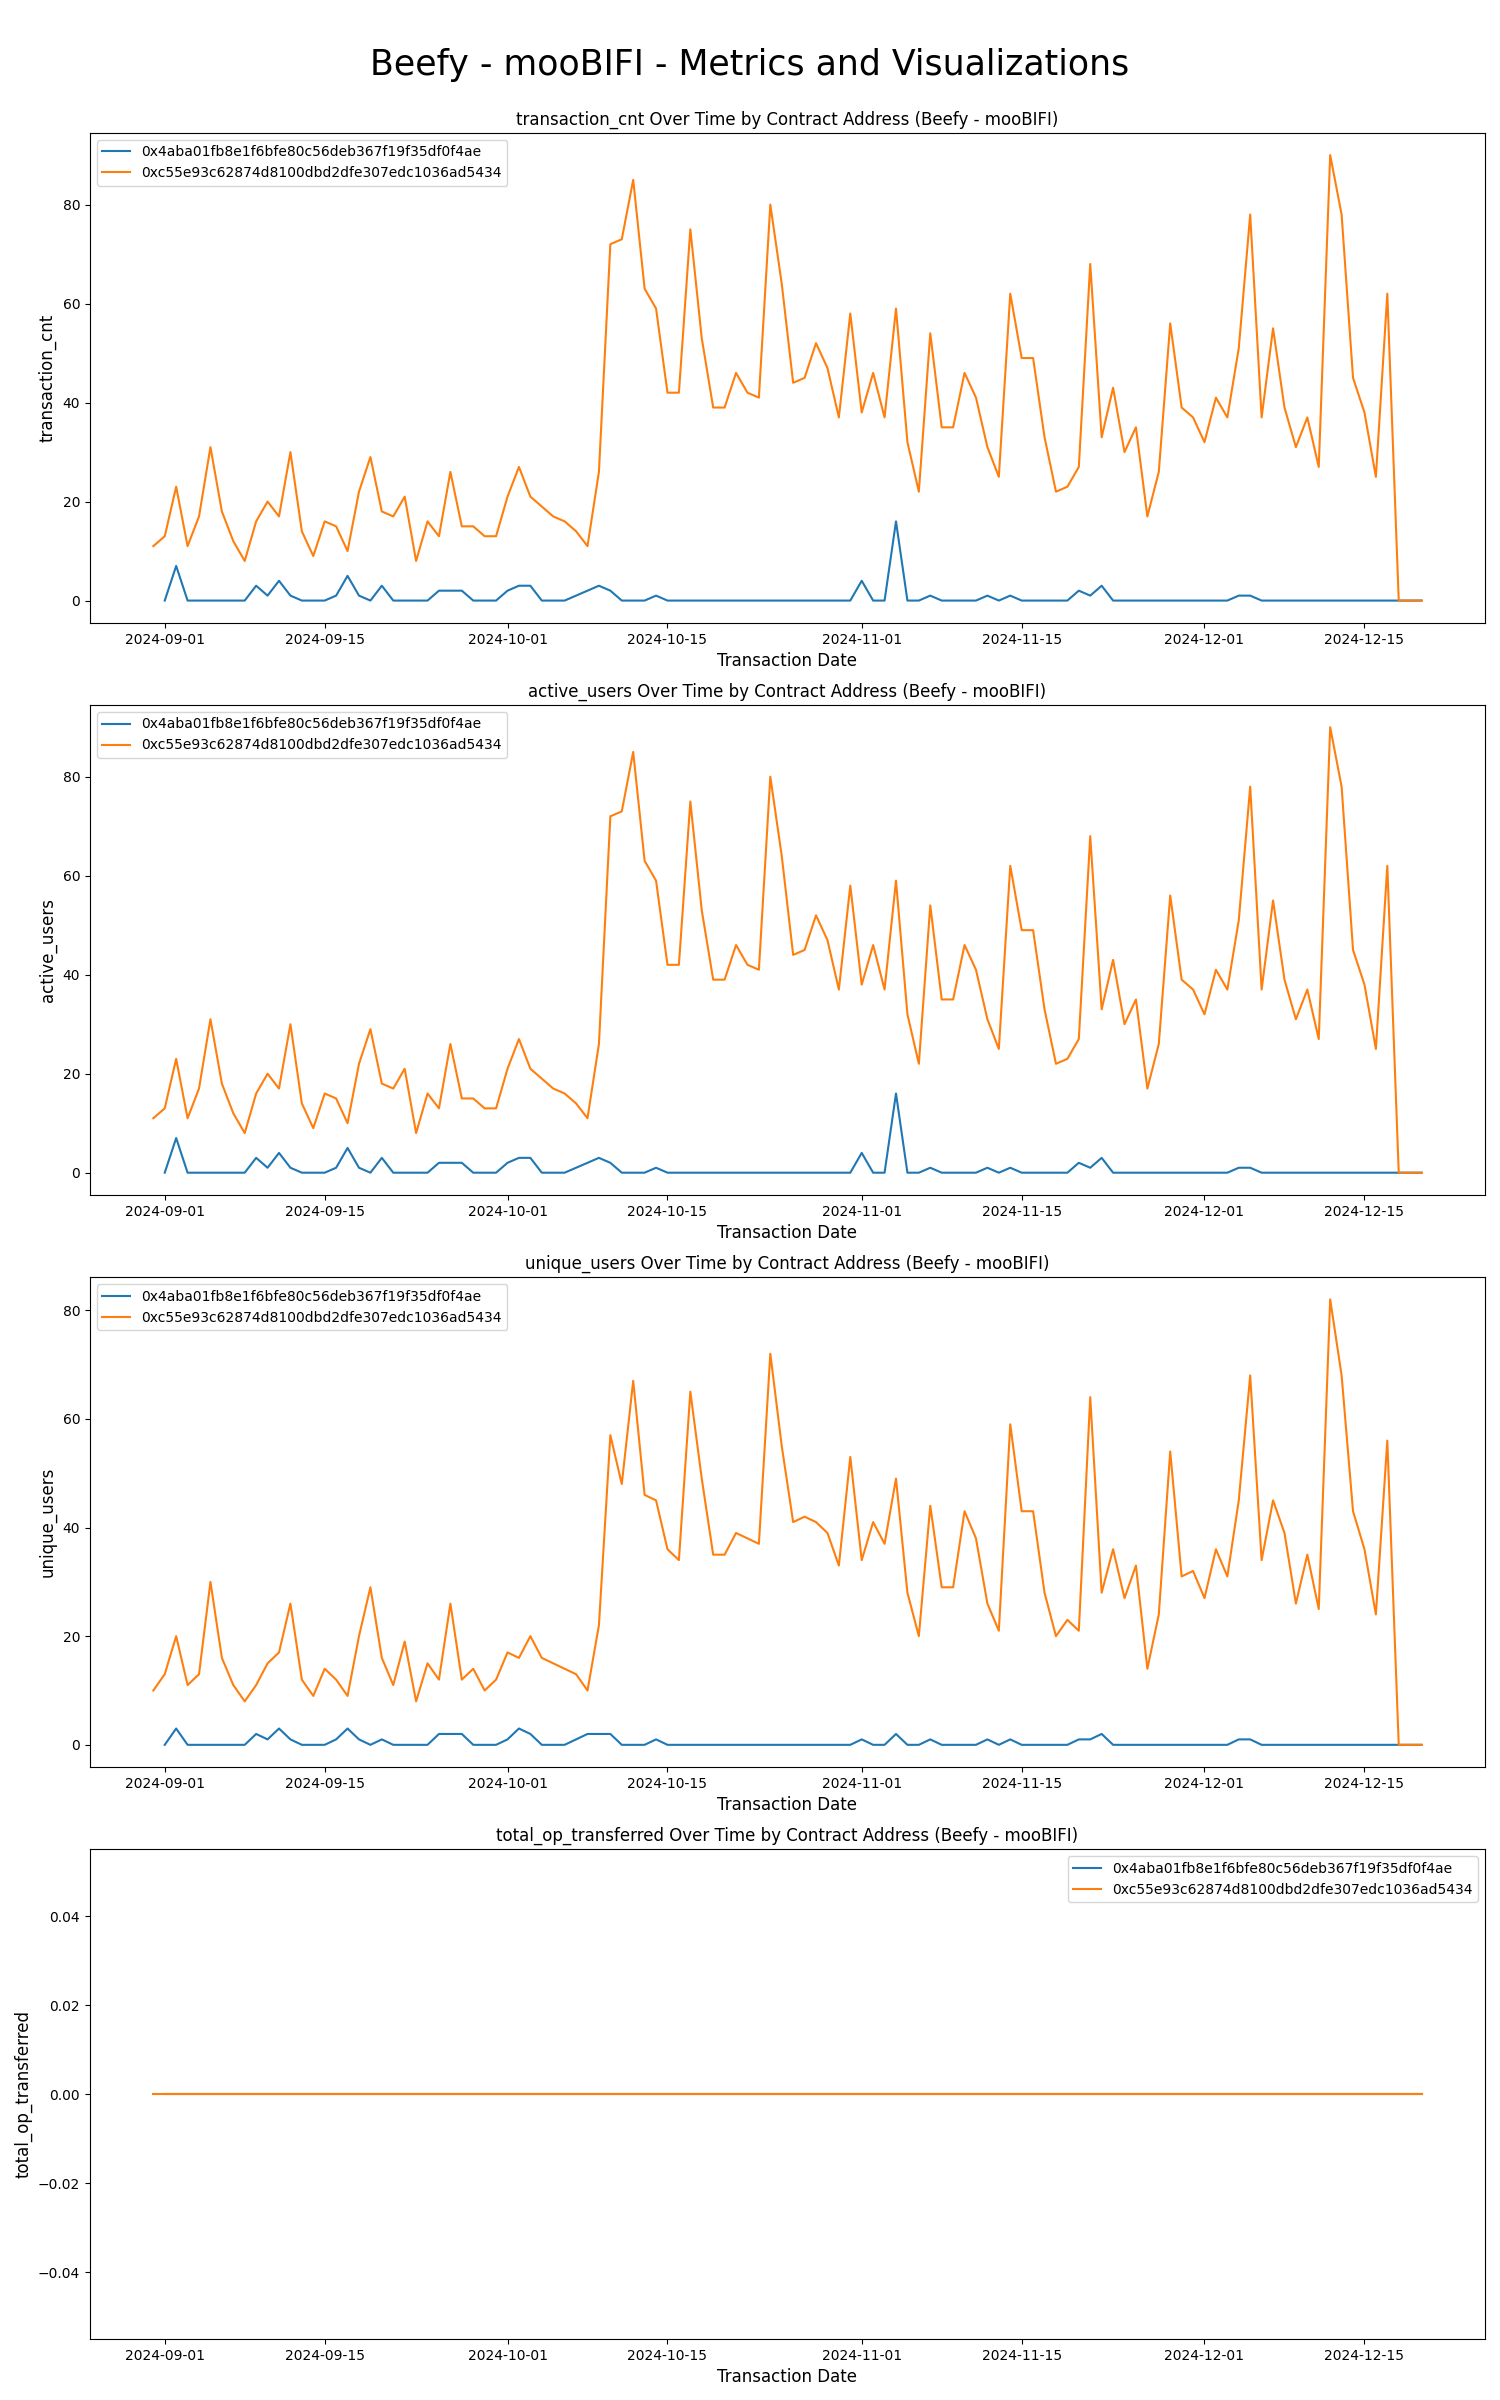 Beefy - mooBIFI - Metrics and Visualizations
transaction_cnt Over Time by Contract Address (Beefy - mooBIFI)
0x4aba01fb8e1f6bfe80c56deb367f19f35df0f4ae
0xc55e93c62874d8100dbd2dfe307edc1036ad5434
transaction_cnt
80
60
40
20
0
2024-09-01 2024-09-15 2024-10-01 2024-10-15 2024-11-01 2024-11-15 2024-12-01 2024-12-15
Transaction Date
active_users Over Time by Contract Address (Beefy - mooBIFI)
0x4aba01fb8e1f6bfe80c56deb367f19f35df0f4ae
0xc55e93c62874d8100dbd2dfe307edc1036ad5434
active_users
80
60
40
20
0
2024-09-01 2024-09-15 2024-10-01 2024-10-15 2024-11-01 2024-11-15 2024-12-01 2024-12-15
Transaction Date
unique_users Over Time by Contract Address (Beefy - mooBIFI)
0x4aba01fb8e1f6bfe80c56deb367f19f35df0f4ae
0xc55e93c62874d8100dbd2dfe307edc1036ad5434
unique_users
80
60
40
20
0
2024-09-01 2024-09-15 2024-10-01 2024-10-15 2024-11-01 2024-11-15 2024-12-01 2024-12-15
Transaction Date
total_op_transferred Over Time by Contract Address (Beefy - mooBIFI)
0x4aba01fb8e1f6bfe80c56deb367f19f35df0f4ae
0xc55e93c62874d8100dbd2dfe307edc1036ad5434
total_op_transferred
0.04
0.02
0.00
−0.02
−0.04
2024-09-01 2024-09-15 2024-10-01 2024-10-15 2024-11-01 2024-11-15 2024-12-01 2024-12-15
Transaction Date